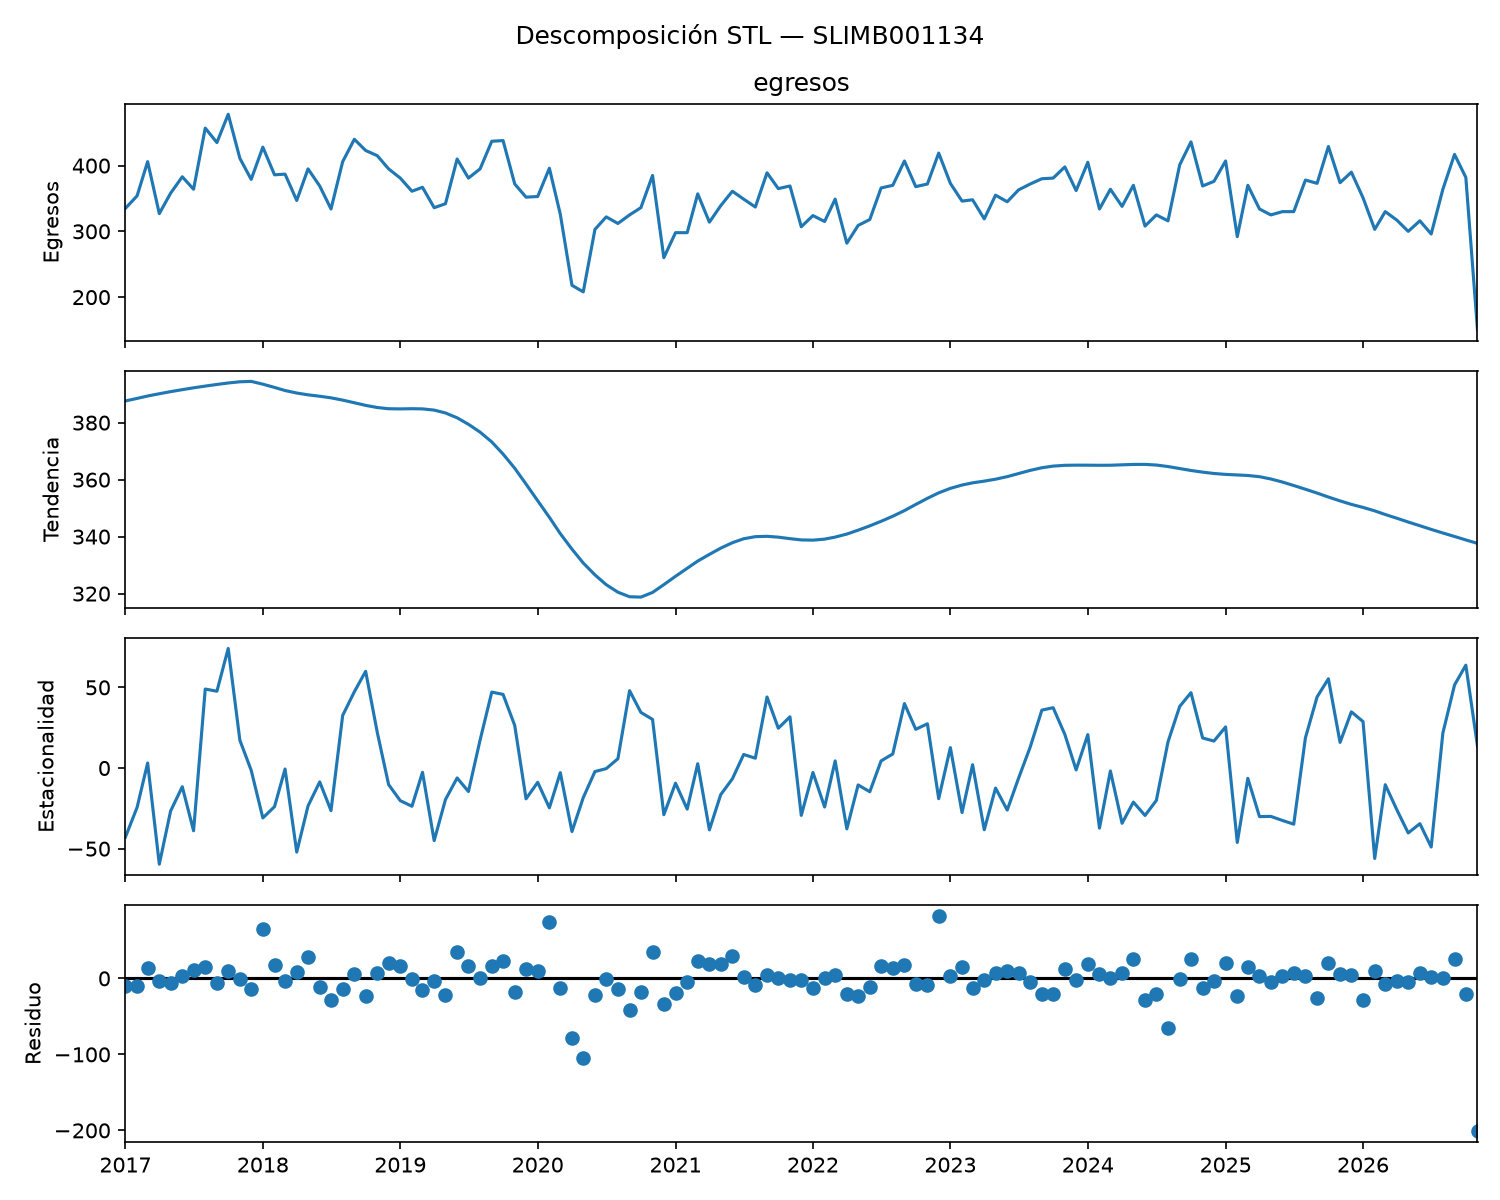 Descomposición STL — SLIMB001134
egresos
Egresos
400
300
200
Tendencia
380
360
340
320
Estacionalidad
50
0
−50
Residuo
0
−100
−200
2017 2018 2019 2020 2021 2022 2023 2024 2025 2026